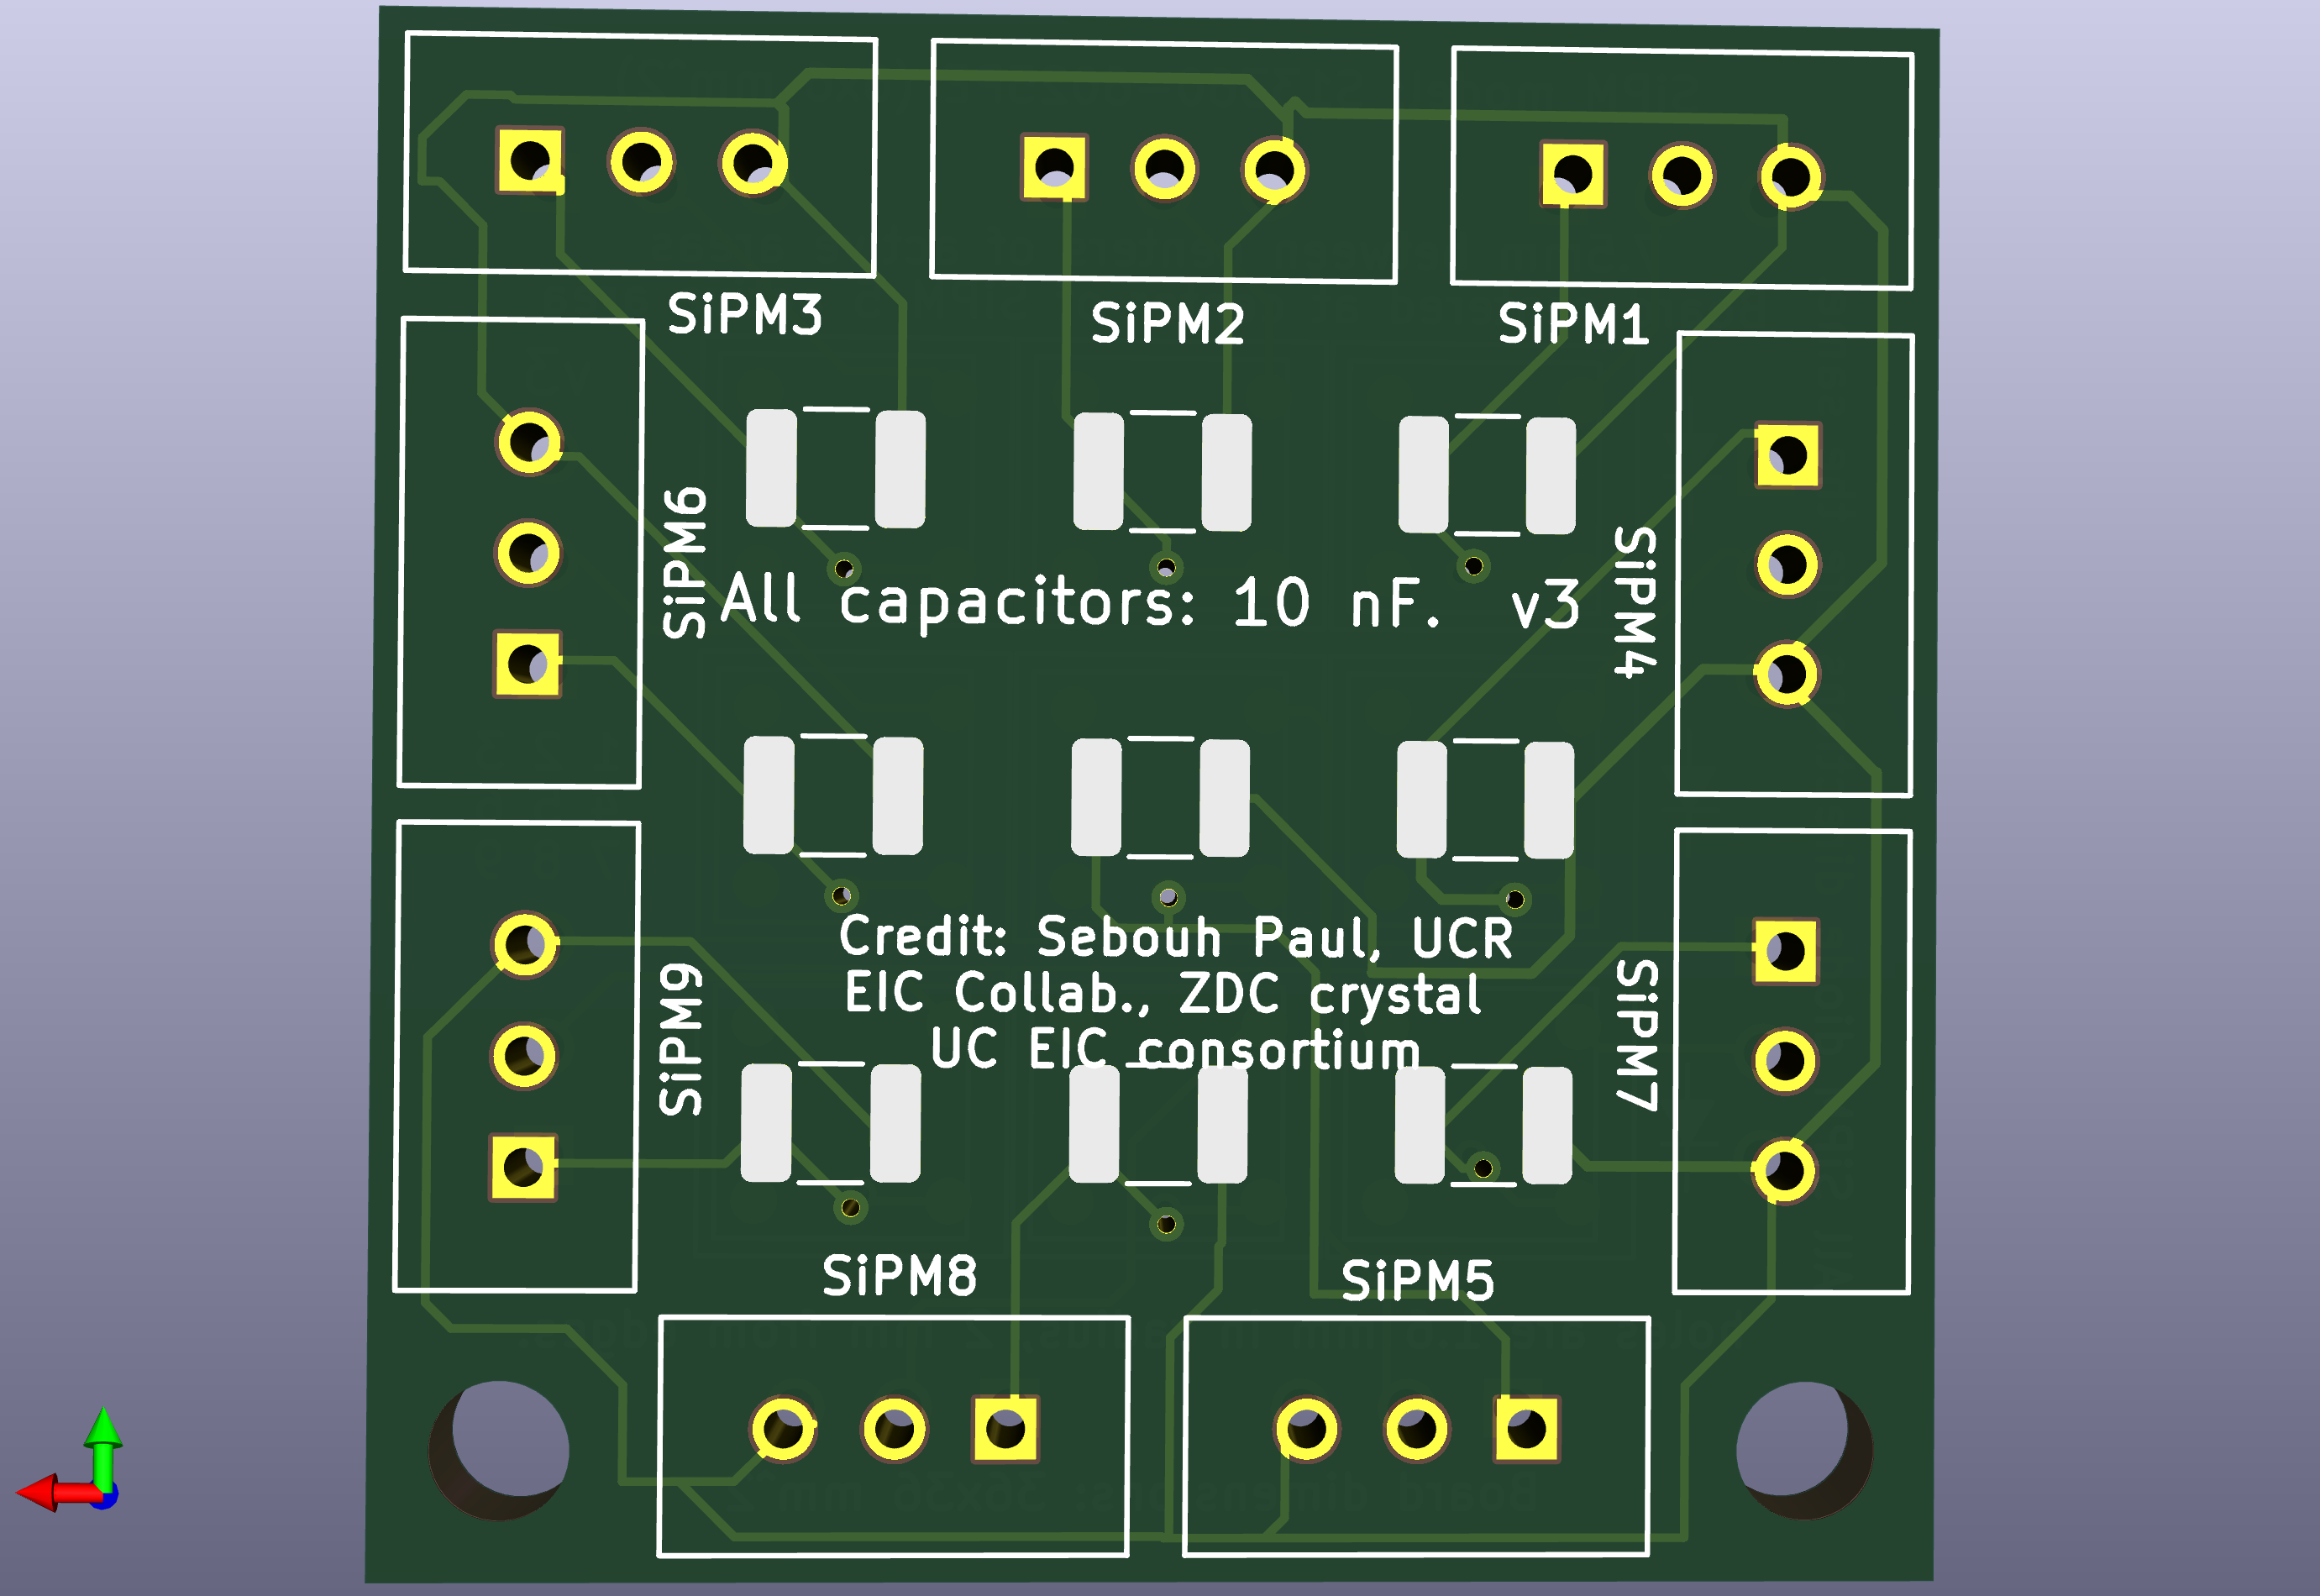 SiPM3
SiPM2
SiPM1
SiPM6
SiPM4
All capacitors: 10 nF. v3
Credit: Sebouh Paul, UCR
EIC Collab., ZDC crystal
UC EIC consortium
SiPM9
SiPM7
SiPM8
SiPM5